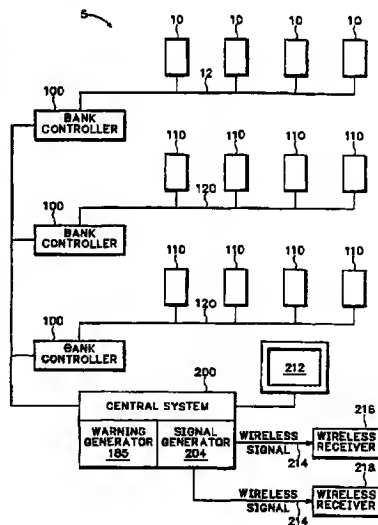 5
10 10 10 10
12
100
BANK CONTROLLER
110 110 110 110
120
100
BANK CONTROLLER
110 110 110 110
120
100
BANK CONTROLLER
200
212
CENTRAL SYSTEM
WARNING GENERATOR 185
SIGNAL GENERATOR 204
WIRELESS SIGNAL 214
216
WIRELESS RECEIVER
WIRELESS SIGNAL 214
218
WIRELESS RECEIVER